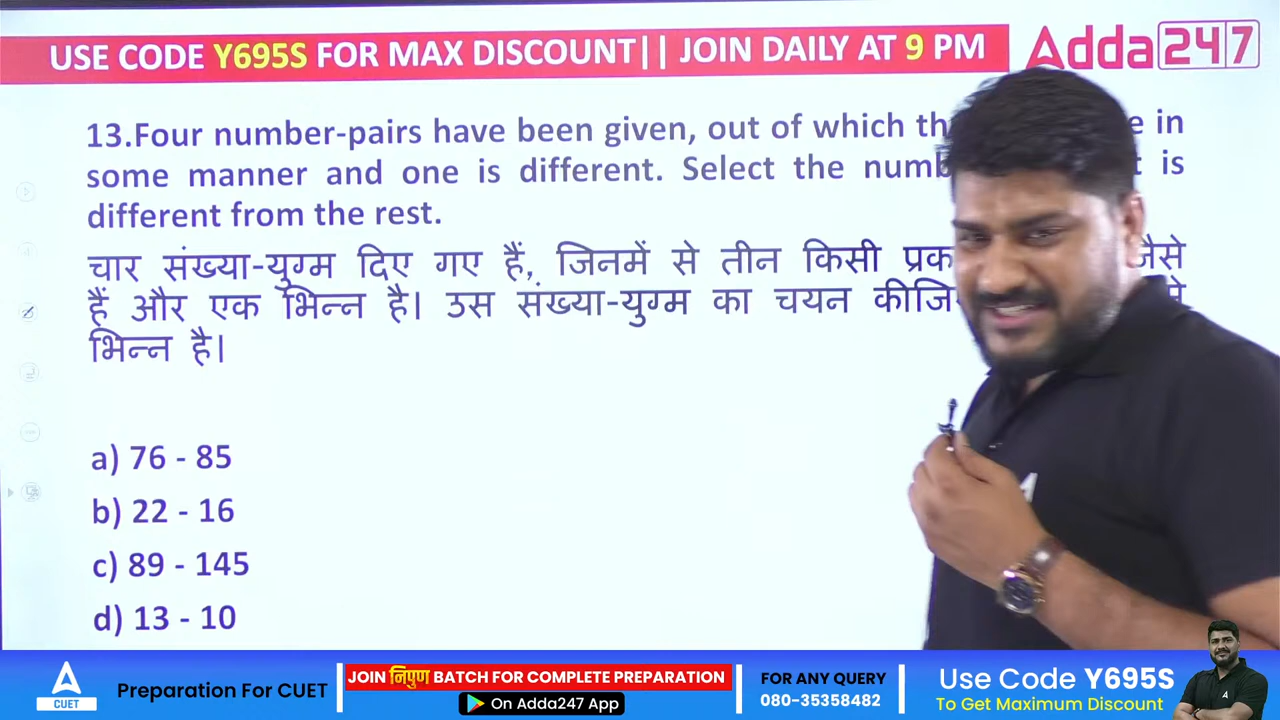 USE CODE Y695S FOR MAX DISCOUNT|| JOIN DAILY AT 9 PM
Adda247
13.Four number-pairs have been given, out of which in
some manner and one is different. Select the is
different from the rest.
चार संख्या-युग्म दिए गए हैं, जिनमें से तीन किसी जैसे
हैं और एक भिन्न है। उस संख्या-युग्म का चयन
भिन्न है।
a) 76 - 85
b) 22 - 16
c) 89 - 145
d) 13 - 10
CUET
Preparation For CUET
JOIN निपुण BATCH FOR COMPLETE PREPARATION
On Adda247 App
FOR ANY QUERY
080-35358482
Use Code Y695S
To Get Maximum Discount